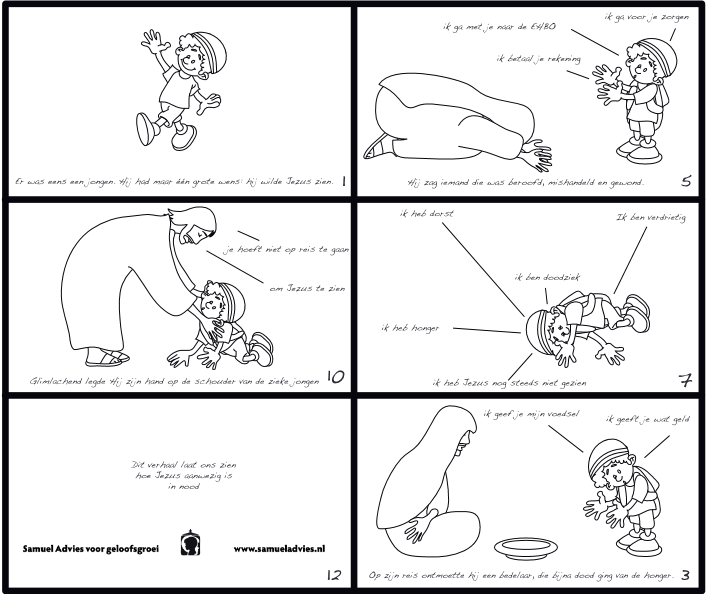 Er was eens een jongen. Hij had maar één grote wens: hij wilde Jezus zien.
1
ik ga voor je zorgen
ik ga met je naar de EHBO
ik betaal je rekening
Hij zag iemand die was beroofd, mishandeld en gewond.
5
je hoeft niet op reis te gaan
om Jezus te zien
Glimlachend legde Hij zijn hand op de schouder van de zieke jongen
10
ik heb dorst
Ik ben verdrietig
ik ben doodziek
ik heb honger
ik heb Jezus nog steeds niet gezien
7
Dit verhaal laat ons zien
hoe Jezus aanwezig is
in nood
Samuel Advies voor geloofsgroei
www.samueladvies.nl
12
ik geef je mijn voedsel
ik geeft je wat geld
Op zijn reis ontmoette hij een bedelaar, die bijna dood ging van de honger.
3